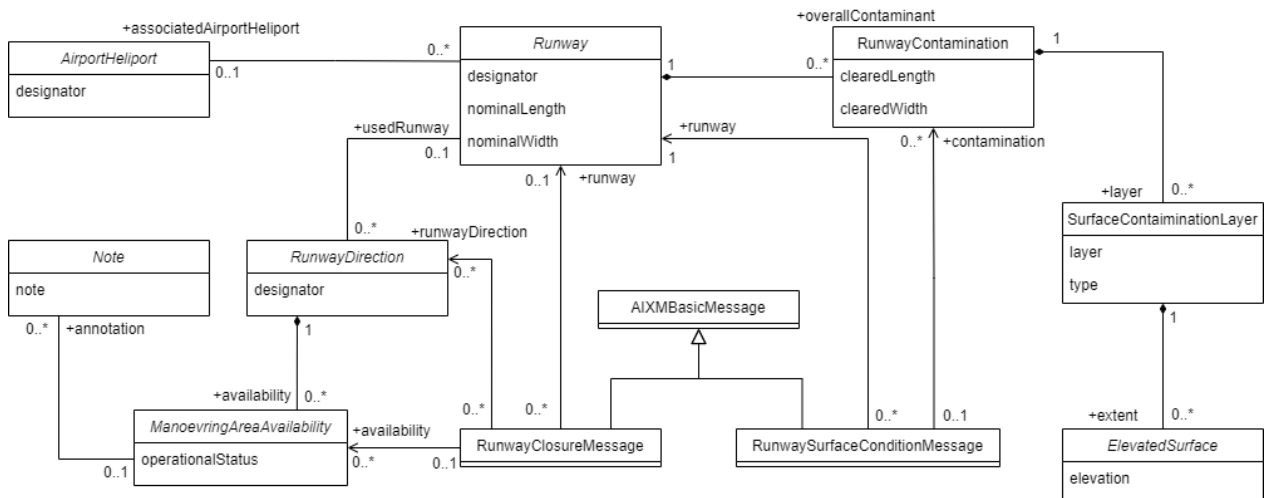 +overallContaminant
+associatedAirportHeliport
0..*
Runway
1
RunwayContamination
1
AirportHeliport
0..1
designator
designator
0..*
clearedLength
nominalLength
clearedWidth
+usedRunway
nominalWidth
+runway
0..1
1
0..*
+contamination
0..1
+runway
+layer
0..*
0..*
+runwayDirection
SurfaceContaiminationLayer
Note
RunwayDirection
0..*
layer
note
designator
type
AIXMBasicMessage
0..*
+annotation
1
1
+availability
0..*
0..*
0..*
0..*
0..1
+extent
0..*
ManoevringAreaAvailability
+availability
RunwayClosureMessage
RunwaySurfaceConditionMessage
ElevatedSurface
operationalStatus
0..1
0..*
0..1
elevation